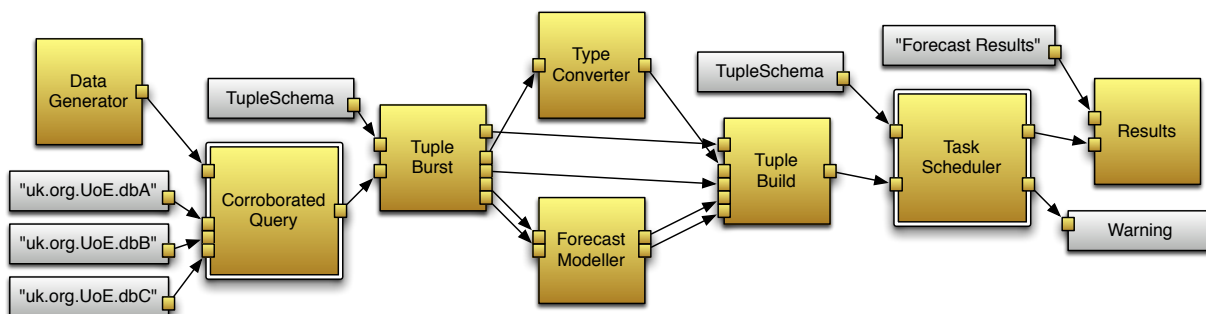 Data
Generator
"uk.org.UoE.dbA"
"uk.org.UoE.dbB"
"uk.org.UoE.dbC"
TupleSchema
Corroborated
Query
Tuple
Burst
Type
Converter
Forecast
Modeller
TupleSchema
Tuple
Build
"Forecast Results"
Task
Scheduler
Results
Warning